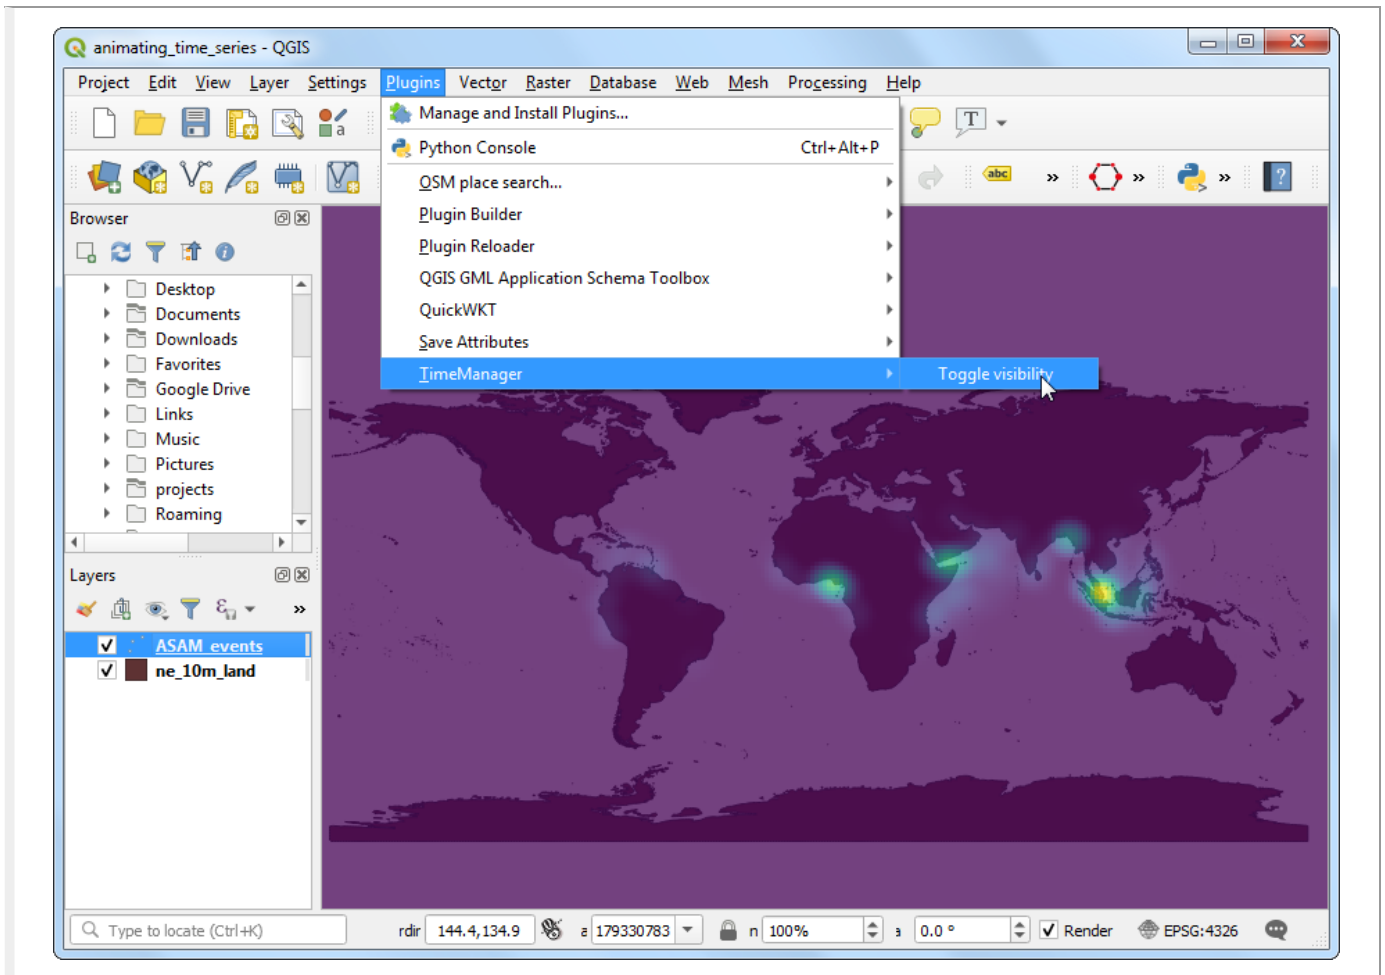 animating_time_series - QGIS
Project Edit View Layer Settings Plugins Vector Raster Database Web Mesh Processing Help
Manage and Install Plugins...
T
a
Python Console Ctrl+Alt+P
abc » » » ?
OSM place search...
Plugin Builder
Plugin Reloader
QGIS GML Application Schema Toolbox
QuickWKT
Save Attributes
TimeManager Toggle visibility
Browser
Desktop
Documents
Downloads
Favorites
Google Drive
Links
Music
Pictures
projects
Roaming
Layers
ε »
ASAM_events
ne_10m_land
Type to locate (Ctrl+K) rdir 144.4,134.9 a 179330783 n 100% a 0.0 ° Render EPSG:4326